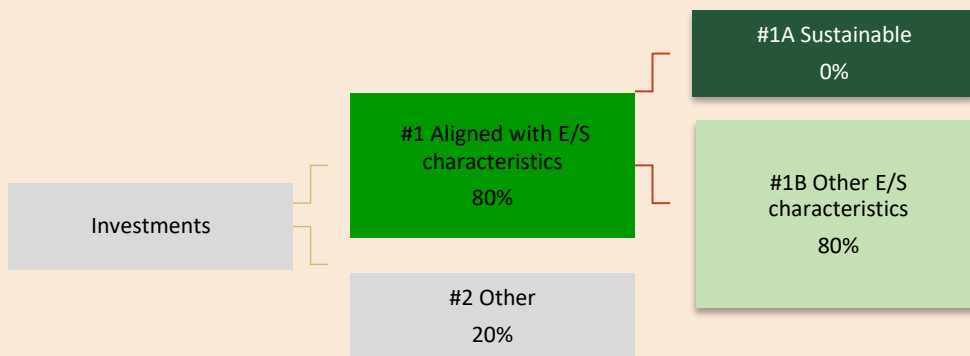 Investments
#1 Aligned with E/S
characteristics
80%
#2 Other
20%
#1A Sustainable
0%
#1B Other E/S
characteristics
80%